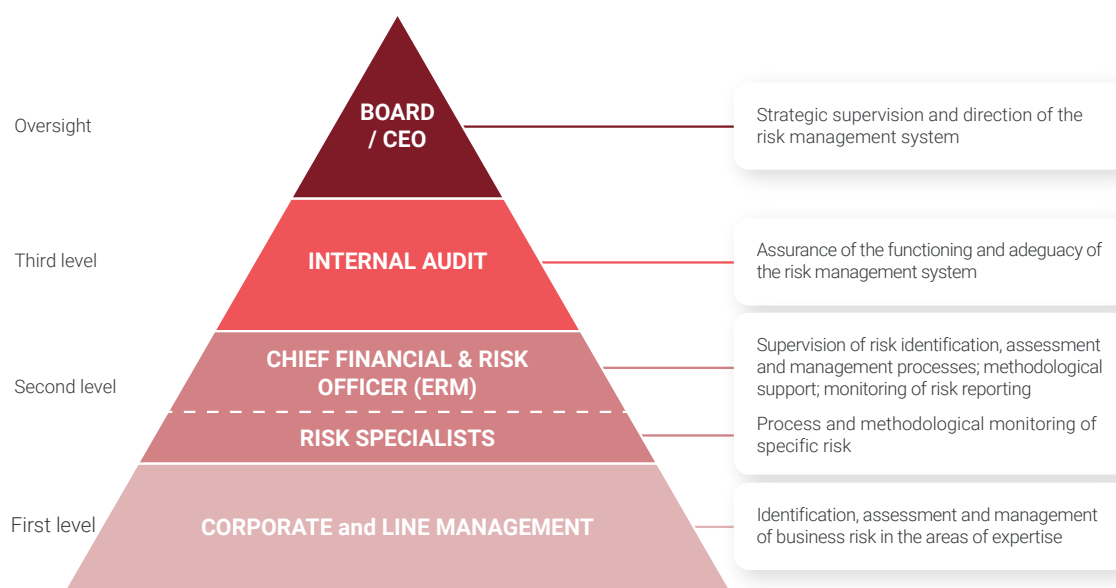 Oversight
BOARD
/ CEO
Strategic supervision and direction of the
risk management system
Third level
INTERNAL AUDIT
Assurance of the functioning and adequacy of
the risk management system
Second level
CHIEF FINANCIAL & RISK
OFFICER (ERM)
Supervision of risk identification, assessment
and management processes; methodological
support; monitoring of risk reporting
RISK SPECIALISTS
Process and methodological monitoring of
specific risk
First level
CORPORATE and LINE MANAGEMENT
Identification, assessment and management
of business risk in the areas of expertise